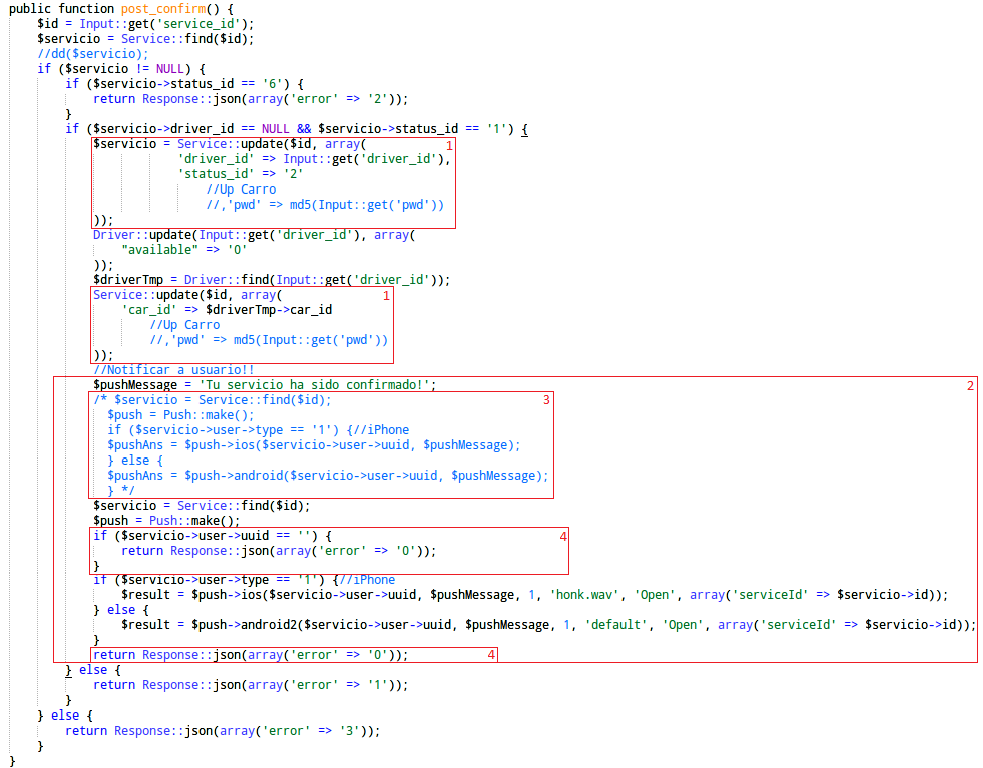 public function post_confirm() {
    $id = Input::get('service_id');
    $servicio = Service::find($id);
    //dd($servicio);
    if ($servicio != NULL) {
        if ($servicio->status_id == '6') {
            return Response::json(array('error' => '2'));
        }
        if ($servicio->driver_id == NULL && $servicio->status_id == '1') {
            $servicio = Service::update($id, array( 1
                        'driver_id' => Input::get('driver_id'),
                        'status_id' => '2'
                            //Up Carro
                            //,'pwd' => md5(Input::get('pwd'))
            ));
            Driver::update(Input::get('driver_id'), array(
                "available" => '0'
            ));
            $driverTmp = Driver::find(Input::get('driver_id'));
            Service::update($id, array( 1
                'car_id' => $driverTmp->car_id
                    //Up Carro
                    //,'pwd' => md5(Input::get('pwd'))
            ));
            //Notificar a usuario!!
            $pushMessage = 'Tu servicio ha sido confirmado!'; 2
            /* $servicio = Service::find($id); 3
              $push = Push::make();
              if ($servicio->user->type == '1') {//iPhone
              $pushAns = $push->ios($servicio->user->uuid, $pushMessage);
              } else {
              $pushAns = $push->android($servicio->user->uuid, $pushMessage);
              } */
            $servicio = Service::find($id);
            $push = Push::make();
            if ($servicio->user->uuid == '') { 4
                return Response::json(array('error' => '0'));
            }
            if ($servicio->user->type == '1') {//iPhone
                $result = $push->ios($servicio->user->uuid, $pushMessage, 1, 'honk.wav', 'Open', array('serviceId' => $servicio->id));
            } else {
                $result = $push->android2($servicio->user->uuid, $pushMessage, 1, 'default', 'Open', array('serviceId' => $servicio->id));
            }
            return Response::json(array('error' => '0')); 4
        } else {
            return Response::json(array('error' => '1'));
        }
    } else {
        return Response::json(array('error' => '3'));
    }
}